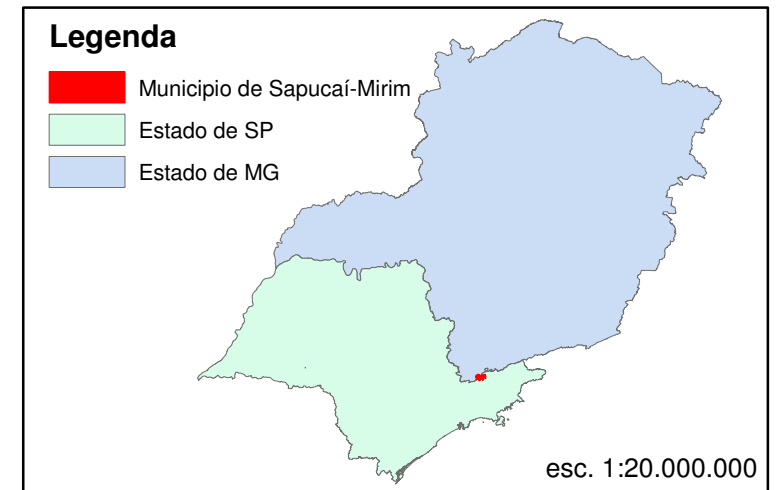 Legenda
Municipio de Sapucaí-Mirim
Estado de SP
Estado de MG
esc. 1:20.000.000